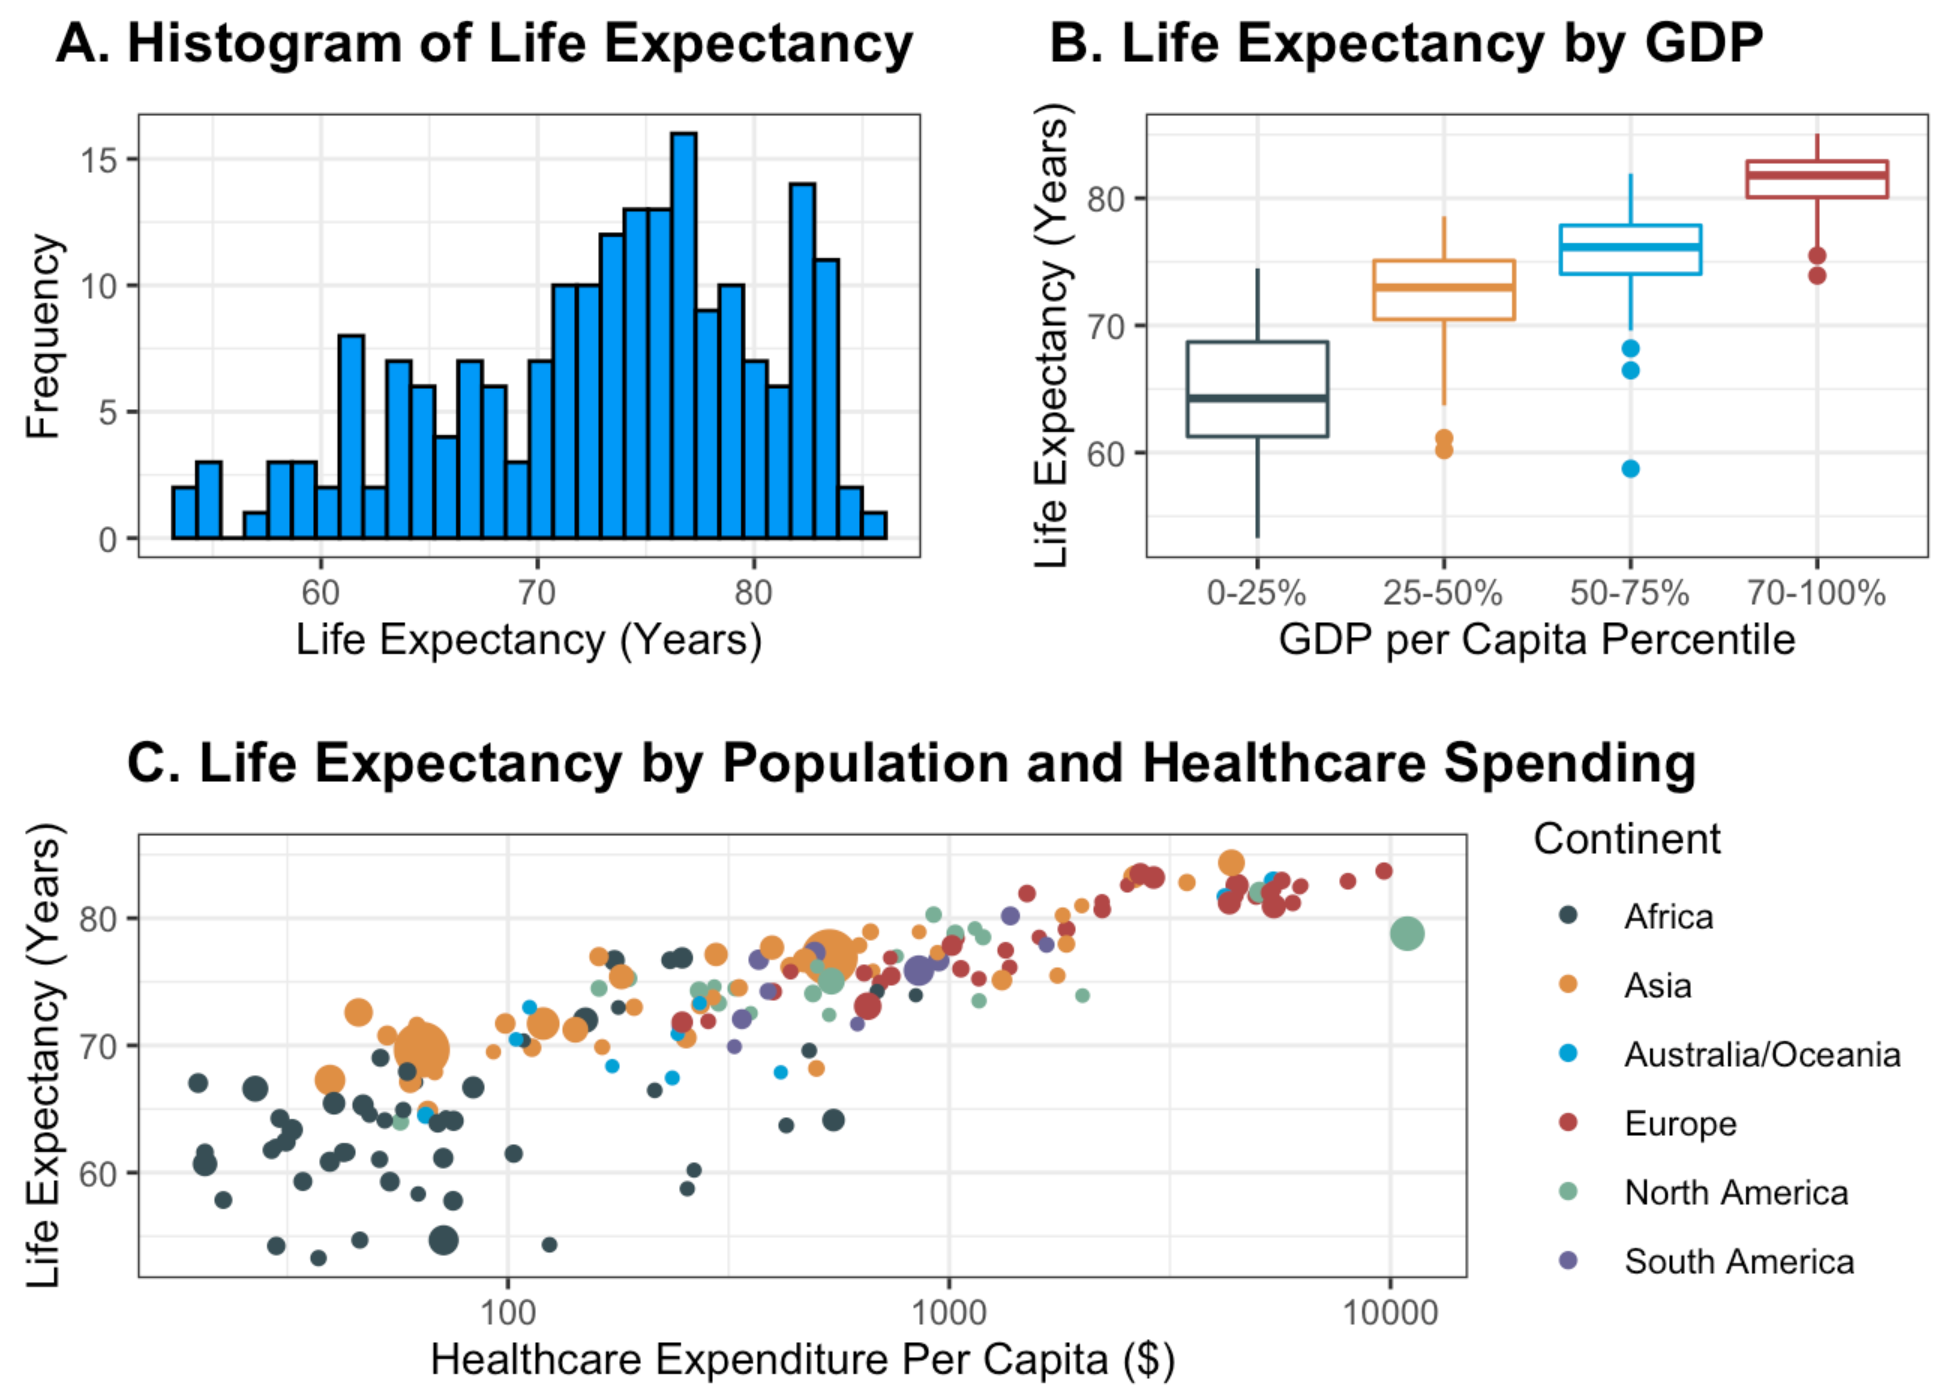 A. Histogram of Life Expectancy
Frequency
15
10
5
0
60 70 80
Life Expectancy (Years)
B. Life Expectancy by GDP
Life Expectancy (Years)
80
70
60
0-25% 25-50% 50-75% 70-100%
GDP per Capita Percentile
C. Life Expectancy by Population and Healthcare Spending
Life Expectancy (Years)
80
70
60
100 1000 10000
Healthcare Expenditure Per Capita ($)
Continent
Africa
Asia
Australia/Oceania
Europe
North America
South America